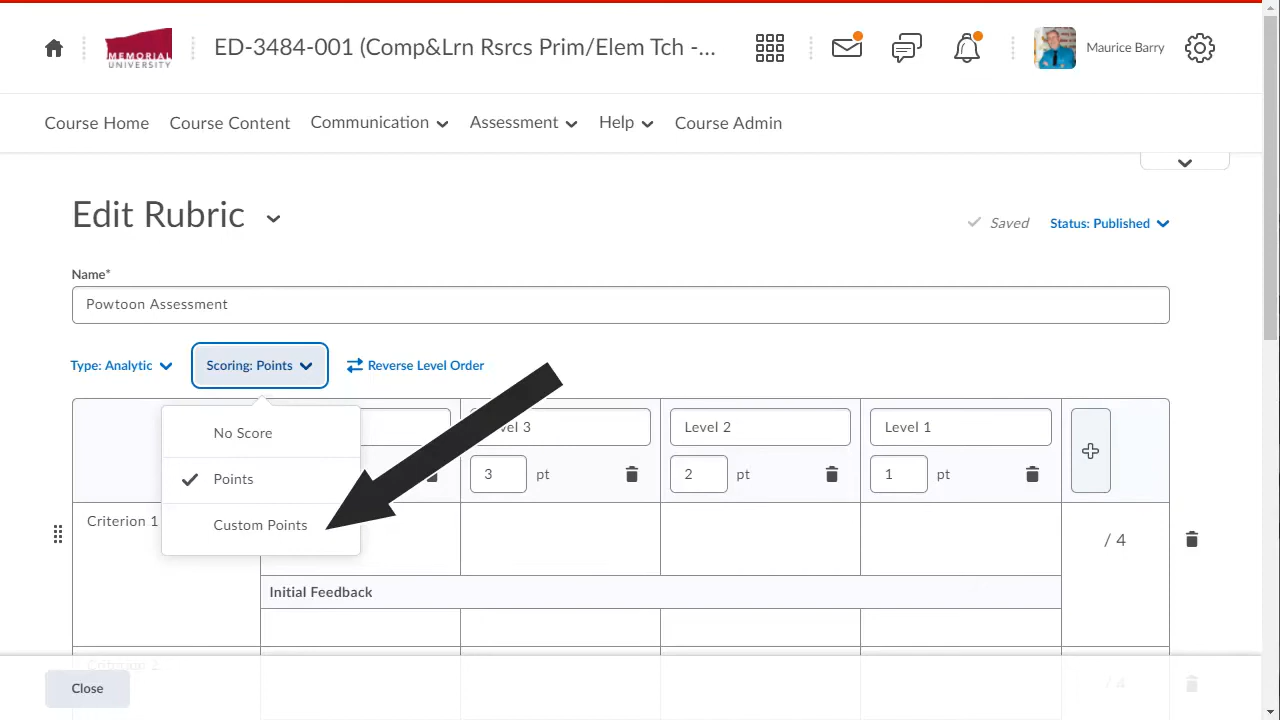 MEMORIAL
UNIVERSITY
ED-3484-001 (Comp&Lrn Rsrcs Prim/Elem Tch -...
Maurice Barry
Course Home
Course Content
Communication
Assessment
Help
Course Admin
Edit Rubric
Saved
Status: Published
Name*
Powtoon Assessment
Type: Analytic
Scoring: Points
Reverse Level Order
No Score
Points
Custom Points
Level 2
Level 1
3 pt
2 pt
1 pt
Criterion 1
/ 4
Initial Feedback
Criterion 2
/ 4
Close